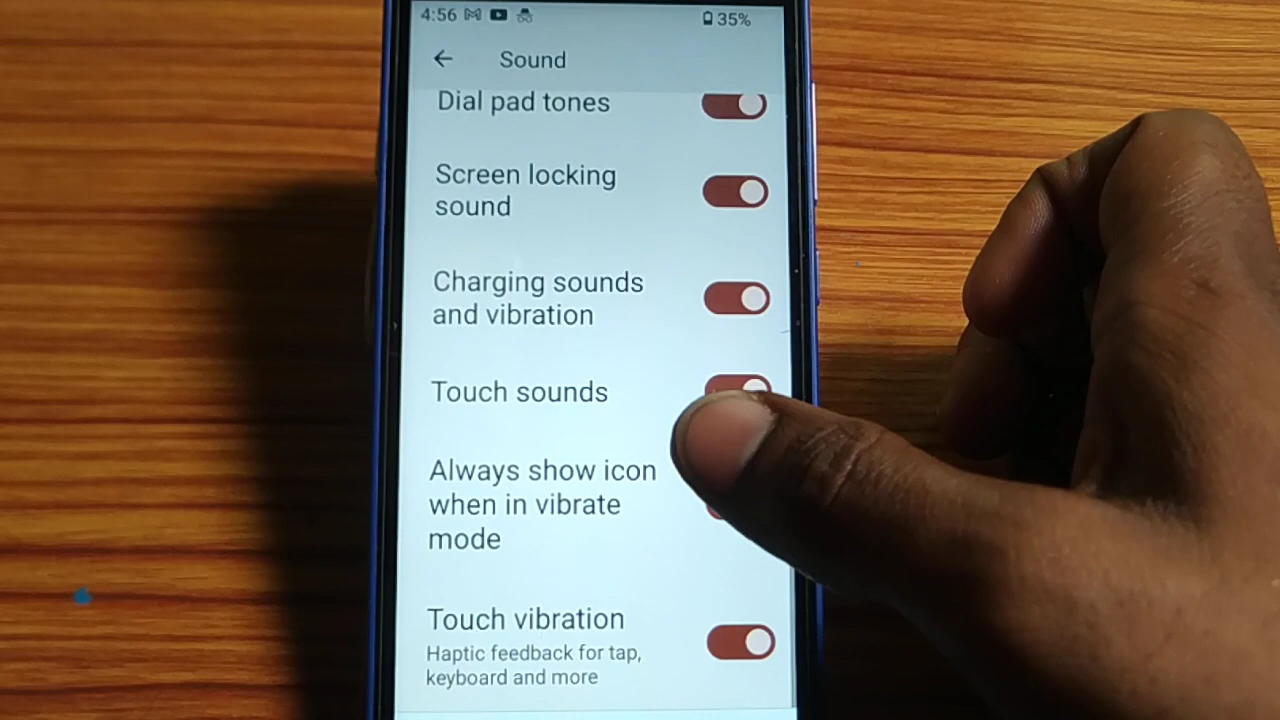 4:56 35%
Sound
Dial pad tones
Screen locking
sound
Charging sounds
and vibration
Touch sounds
Always show icon
when in vibrate
mode
Touch vibration
Haptic feedback for tap,
keyboard and more